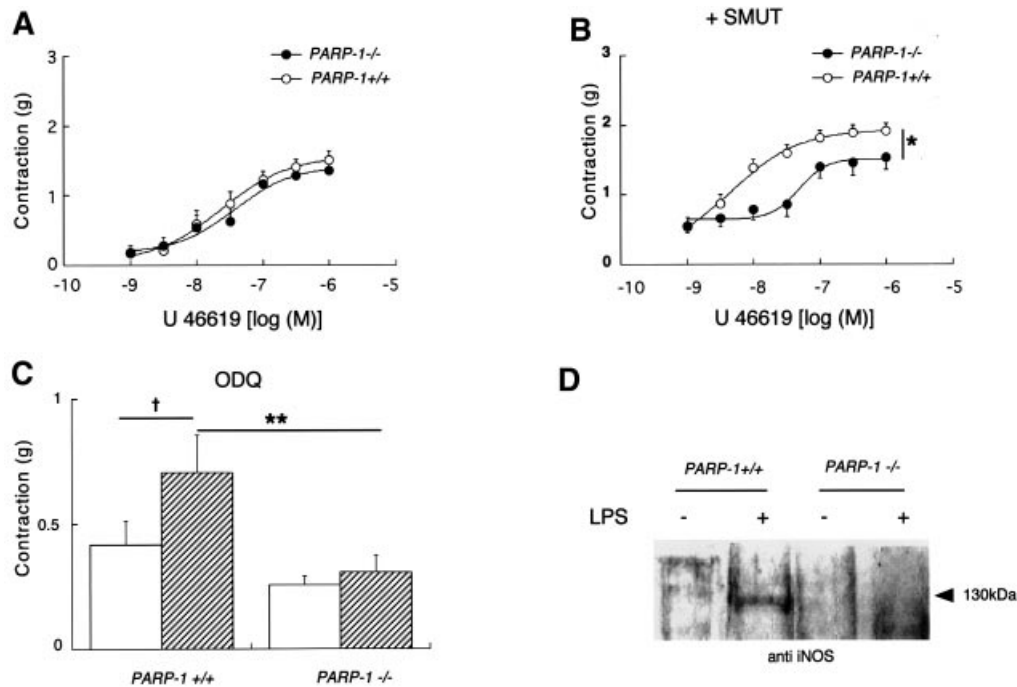 A
3
2
1
0
Contraction (g)
PARP-1-/-
PARP-1+/+
-10 -9 -8 -7 -6 -5
U 46619 [log (M)]
B
+ SMUT
3
2
1
0
Contraction (g)
PARP-1-/-
PARP-1+/+
*
-10 -9 -8 -7 -6 -5
U 46619 [log (M)]
C
ODQ
1
0.5
0
Contraction (g)
†
**
PARP-1 +/+ PARP-1 -/-
D
PARP-1+/+ PARP-1 -/-
LPS - + - +
130kDa
anti iNOS